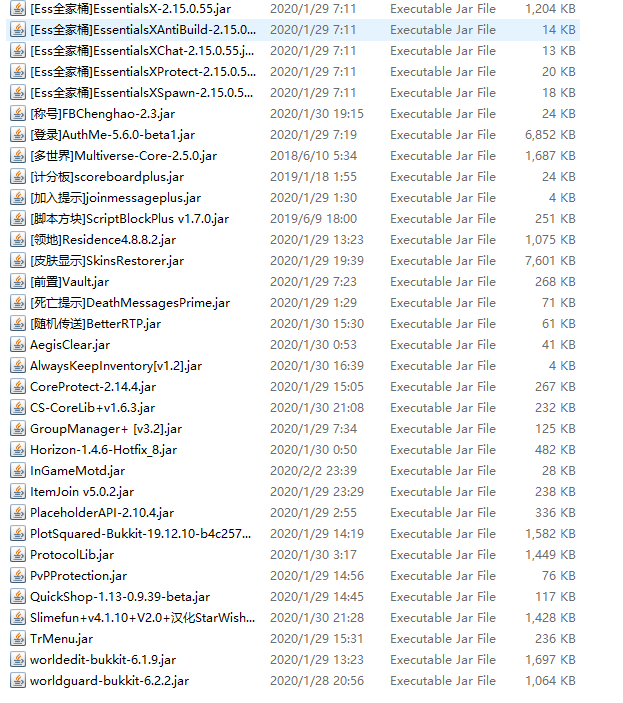 [Ess全家桶]EssentialsX-2.15.0.55.jar 2020/1/29 7:11 Executable Jar File 1,204 KB
[Ess全家桶]EssentialsXAntiBuild-2.15.0... 2020/1/29 7:11 Executable Jar File 14 KB
[Ess全家桶]EssentialsXChat-2.15.0.55.j... 2020/1/29 7:11 Executable Jar File 13 KB
[Ess全家桶]EssentialsXProtect-2.15.0.5... 2020/1/29 7:11 Executable Jar File 20 KB
[Ess全家桶]EssentialsXSpawn-2.15.0.5... 2020/1/29 7:11 Executable Jar File 18 KB
[称号]FBChenghao-2.3.jar 2020/1/30 19:15 Executable Jar File 24 KB
[登录]AuthMe-5.6.0-beta1.jar 2020/1/29 7:19 Executable Jar File 6,852 KB
[多世界]Multiverse-Core-2.5.0.jar 2018/6/10 5:34 Executable Jar File 1,687 KB
[计分板]scoreboardplus.jar 2019/1/18 1:55 Executable Jar File 24 KB
[加入提示]joinmessageplus.jar 2020/1/29 1:30 Executable Jar File 4 KB
[脚本方块]ScriptBlockPlus v1.7.0.jar 2019/6/9 18:00 Executable Jar File 251 KB
[领地]Residence4.8.8.2.jar 2020/1/29 13:23 Executable Jar File 1,075 KB
[皮肤显示]SkinsRestorer.jar 2020/1/29 19:39 Executable Jar File 7,601 KB
[前置]Vault.jar 2020/1/29 7:23 Executable Jar File 268 KB
[死亡提示]DeathMessagesPrime.jar 2020/1/29 1:29 Executable Jar File 71 KB
[随机传送]BetterRTP.jar 2020/1/30 15:30 Executable Jar File 61 KB
AegisClear.jar 2020/1/30 0:53 Executable Jar File 41 KB
AlwaysKeepInventory[v1.2].jar 2020/1/30 16:39 Executable Jar File 4 KB
CoreProtect-2.14.4.jar 2020/1/29 15:05 Executable Jar File 267 KB
CS-CoreLib+v1.6.3.jar 2020/1/30 21:08 Executable Jar File 232 KB
GroupManager+ [v3.2].jar 2020/1/29 7:34 Executable Jar File 125 KB
Horizon-1.4.6-Hotfix_8.jar 2020/1/30 0:50 Executable Jar File 482 KB
InGameMotd.jar 2020/2/2 23:39 Executable Jar File 28 KB
ItemJoin v5.0.2.jar 2020/1/29 23:29 Executable Jar File 238 KB
PlaceholderAPI-2.10.4.jar 2020/1/29 2:55 Executable Jar File 336 KB
PlotSquared-Bukkit-19.12.10-b4c257... 2020/1/29 14:19 Executable Jar File 1,582 KB
ProtocolLib.jar 2020/1/30 3:17 Executable Jar File 1,449 KB
PvPProtection.jar 2020/1/29 14:56 Executable Jar File 76 KB
QuickShop-1.13-0.9.39-beta.jar 2020/1/29 14:45 Executable Jar File 117 KB
Slimefun+v4.1.10+V2.0+汉化StarWish... 2020/1/30 21:28 Executable Jar File 1,428 KB
TrMenu.jar 2020/1/29 15:31 Executable Jar File 236 KB
worldedit-bukkit-6.1.9.jar 2020/1/29 13:23 Executable Jar File 1,697 KB
worldguard-bukkit-6.2.2.jar 2020/1/28 20:56 Executable Jar File 1,064 KB